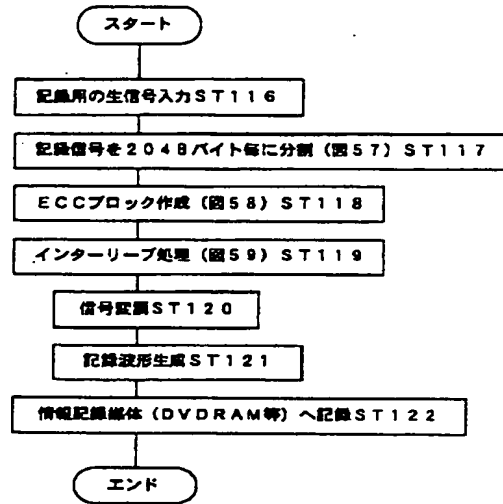 スタート
記録用の生信号入力ST116
記録信号を2048バイト毎に分割(図57)ST117
ECCブロック作成(図58)ST118
インターリーブ処理(図59)ST119
信号変調ST120
記録波形生成ST121
情報記録媒体(DVDRAM等)へ記録ST122
エンド